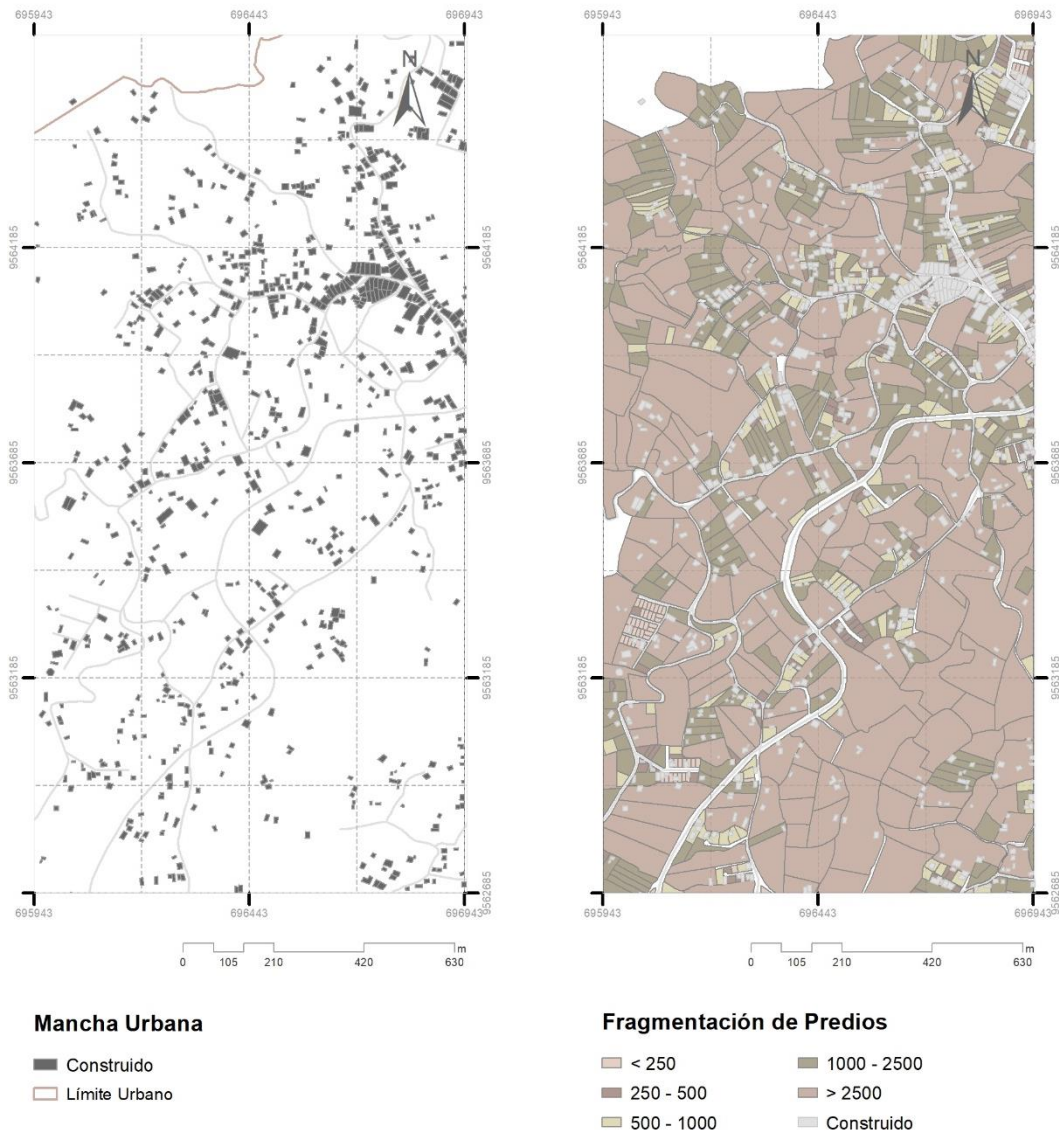 695943 696443 696943 695943 696443 696943
N N
9564185 9564185 9564185 9564185
9563685 9563685 9563685 9563685
9563185 9563185 9563185 9563185
9562685 9562685
695943 696443 696943 695943 696443 696943
m m
0 105 210 420 630 0 105 210 420 630
Mancha Urbana
Construido
Límite Urbano
Fragmentación de Predios
< 250
250 - 500
500 - 1000
1000 - 2500
> 2500
Construido